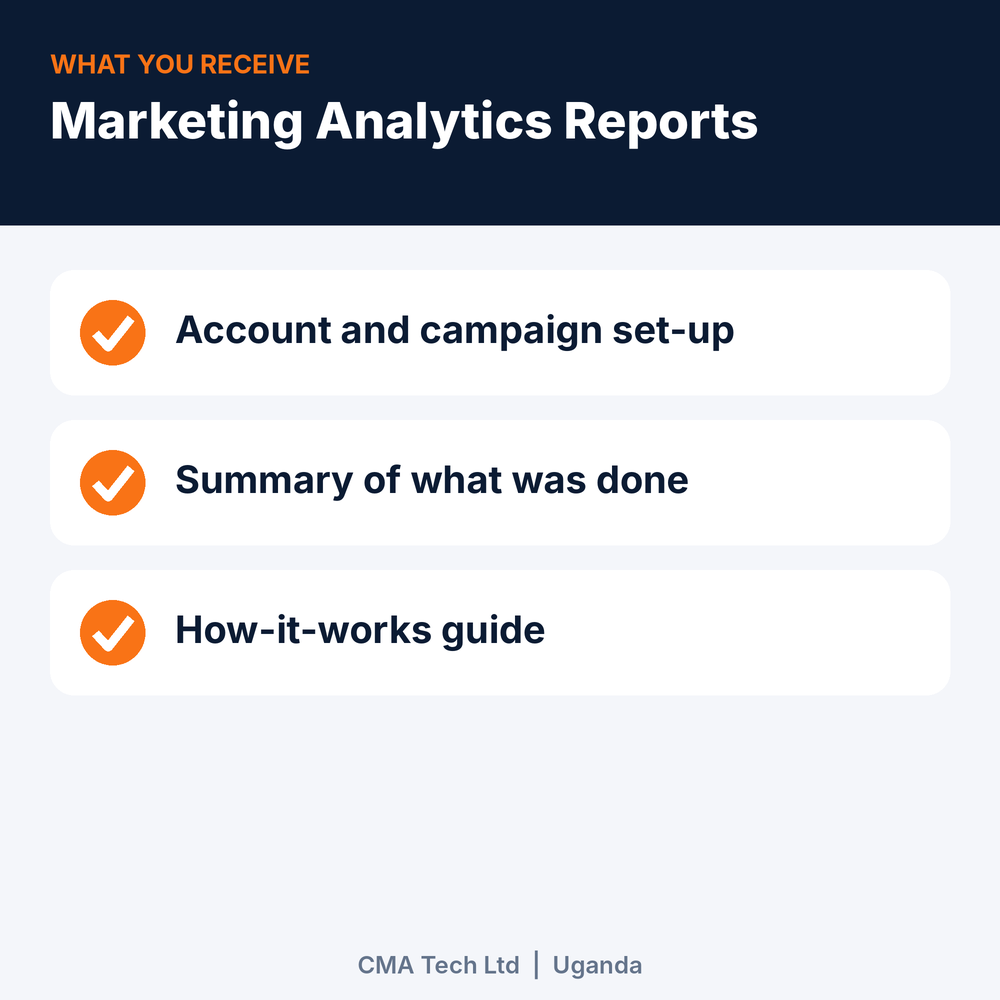 WHAT YOU RECEIVE
Marketing Analytics Reports
Account and campaign set-up
Summary of what was done
How-it-works guide
CMA Tech Ltd | Uganda